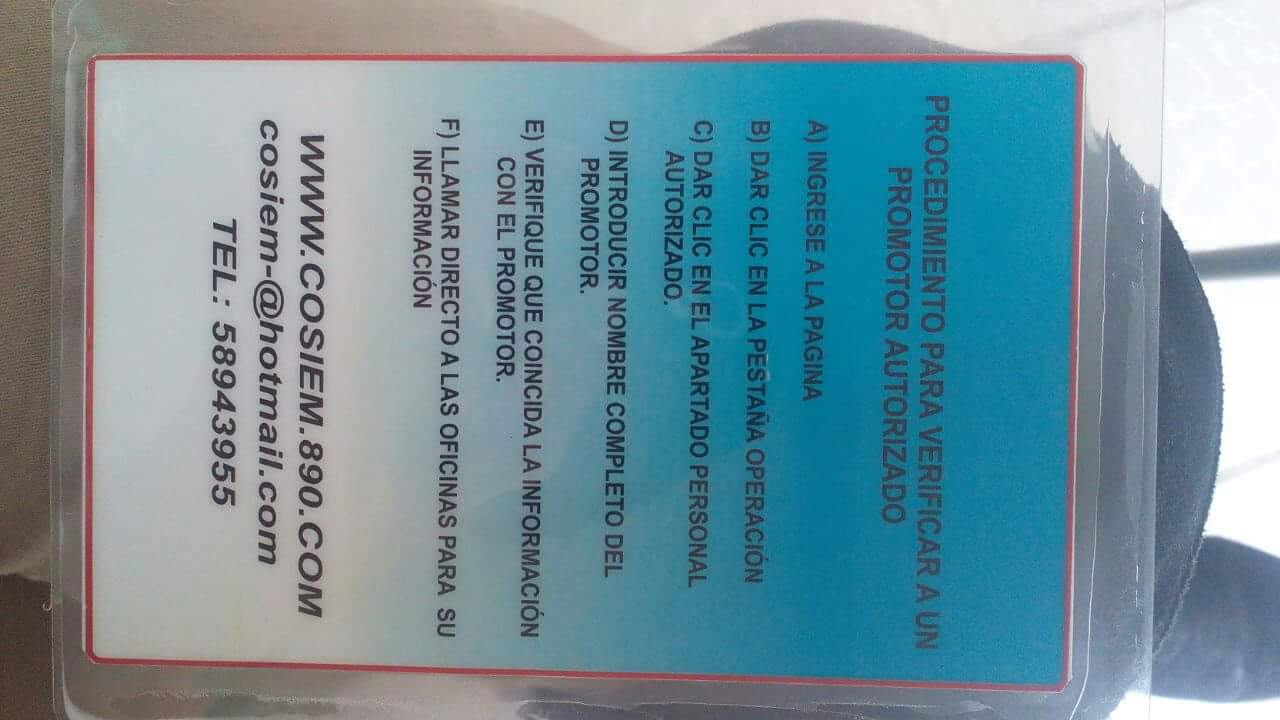 PROCEDIMIENTO PARA VERIFICAR A UN
PROMOTOR AUTORIZADO
A) INGRESE A LA PAGINA
B) DAR CLIC EN LA PESTAÑA OPERACIÓN
C) DAR CLIC EN EL APARTADO PERSONAL
AUTORIZADO.
D) INTRODUCIR NOMBRE COMPLETO DEL
PROMOTOR.
E) VERIFIQUE QUE COINCIDA LA INFORMACIÓN
CON EL PROMOTOR.
F) LLAMAR DIRECTO A LAS OFICINAS PARA SU
INFORMACIÓN
WWW.COSIEM.890.COM
cosiem-@hotmail.com
TEL: 58943955